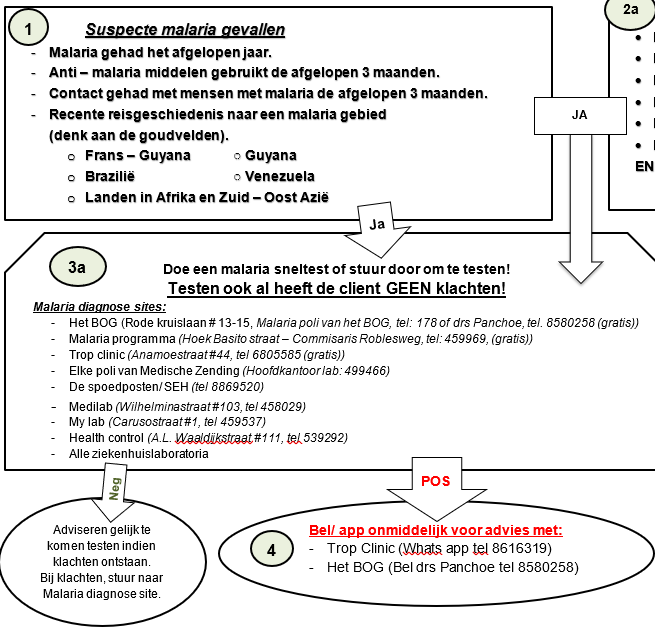 1
Suspecte malaria gevallen
- Malaria gehad het afgelopen jaar.
- Anti – malaria middelen gebruikt de afgelopen 3 maanden.
- Contact gehad met mensen met malaria de afgelopen 3 maanden.
- Recente reisgeschiedenis naar een malaria gebied
(denk aan de goudvelden).
o Frans – Guyana ○ Guyana
o Brazilië ○ Venezuela
o Landen in Afrika en Zuid – Oost Azië
2a
EN
JA
Ja
3a
Doe een malaria sneltest of stuur door om te testen!
Testen ook al heeft de client GEEN klachten!
Malaria diagnose sites:
- Het BOG (Rode kruislaan # 13-15, Malaria poli van het BOG, tel: 178 of drs Panchoe, tel. 8580258 (gratis))
- Malaria programma (Hoek Basito straat – Commisaris Roblesweg, tel: 459969, (gratis))
- Trop clinic (Anamoestraat #44, tel 6805585 (gratis))
- Elke poli van Medische Zending (Hoofdkantoor lab: 499466)
- De spoedposten/ SEH (tel 8869520)
- Medilab (Wilhelminastraat #103, tel 458029)
- My lab (Carusostraat #1, tel 459537)
- Health control (A.L. Waaldijkstraat #111, tel 539292)
- Alle ziekenhuislaboratoria
Neg
POS
Adviseren gelijk te
komen testen indien
klachten ontstaan.
Bij klachten, stuur naar
Malaria diagnose site.
4
Bel/ app onmiddelijk voor advies met:
- Trop Clinic (Whats app tel 8616319)
- Het BOG (Bel drs Panchoe tel 8580258)